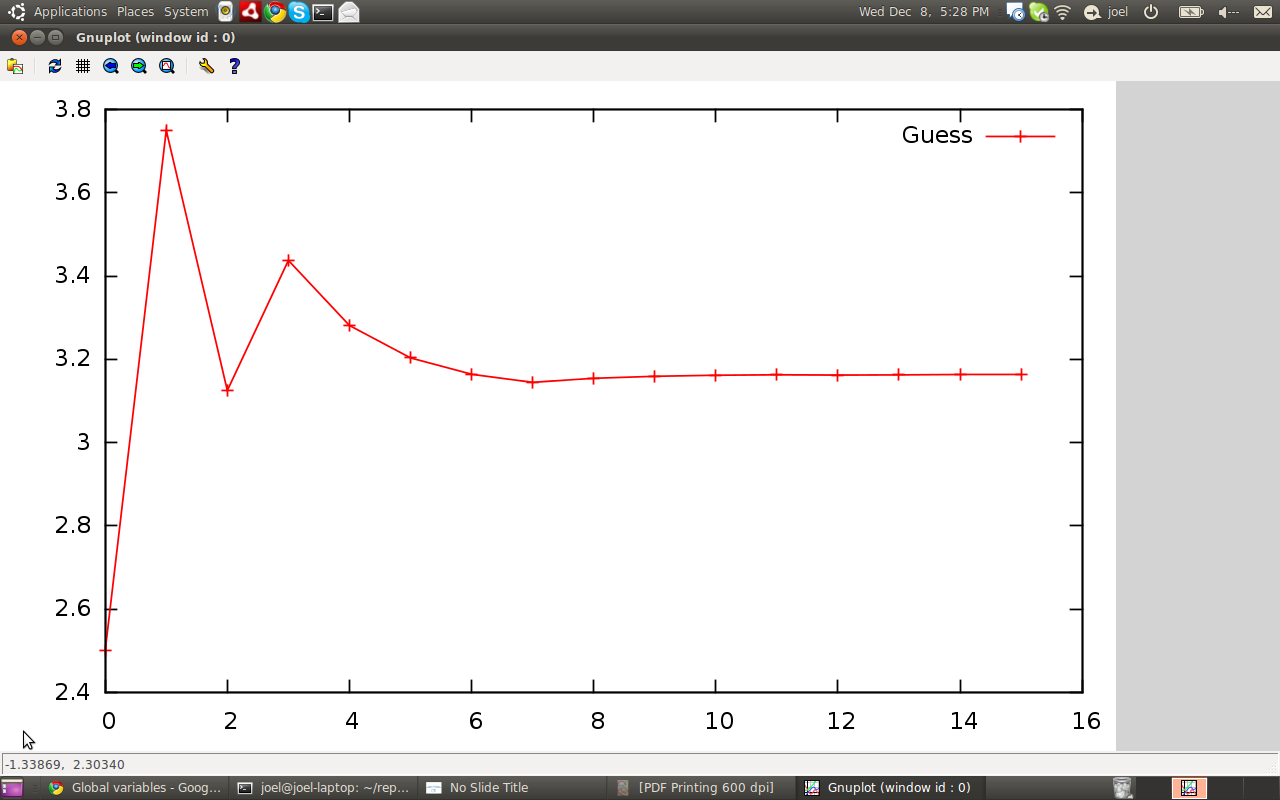 Applications Places System Wed Dec 8, 5:28 PM joel
Gnuplot (window id : 0)
3.8
Guess
3.6
3.4
3.2
3
2.8
2.6
2.4
0 2 4 6 8 10 12 14 16
-1.33869, 2.30340
Global variables - Goog... joel@joel-laptop: ~/rep... No Slide Title [PDF Printing 600 dpi] Gnuplot (window id : 0)